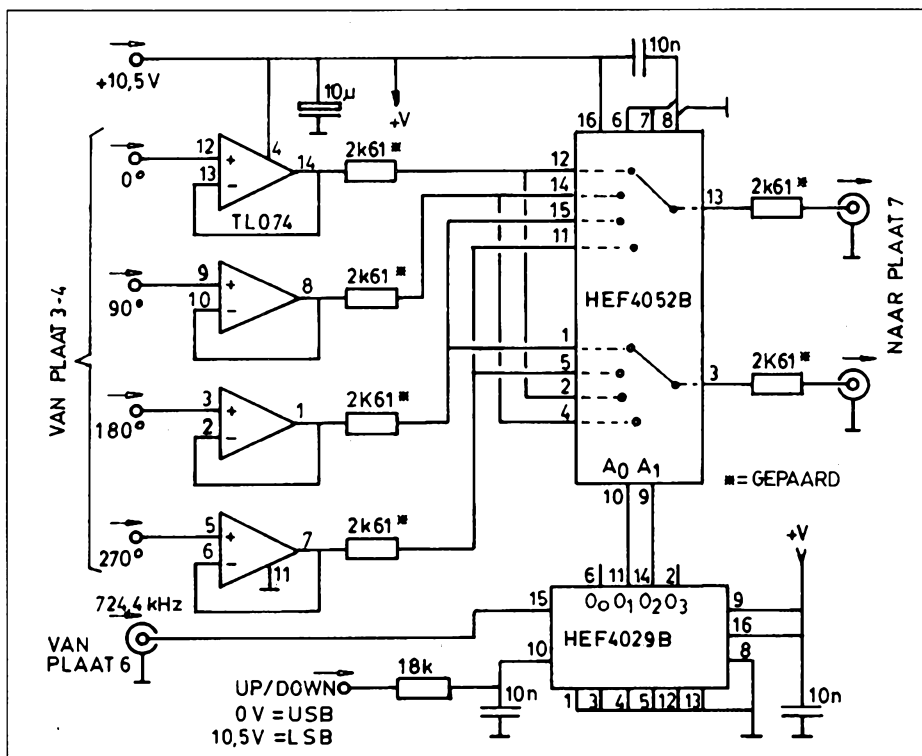 10n
+10,5V
10µ
+V
16 6 7 8
VAN PLAAT 3-4
12
13
0°
4
14
TL074
2k61*
12
14
15
11
13
2k61*
NAAR PLAAT 7
9
10
90°
8
2k61*
HEF4052B
3
2
180°
1
2K61*
1
5
2
4
3
2K61*
A0 A1
10 9
*=GEPAARD
5
6
270°
7
11
2k61*
+V
724,4 kHz
VAN
PLAAT 6
6 11 14 2
O0 O1 O2 O3
HEF4029B
15
10
9
16
8
1 3 4 5 12 13
UP/DOWN
0V = USB
10,5V = LSB
18k
10n
10n